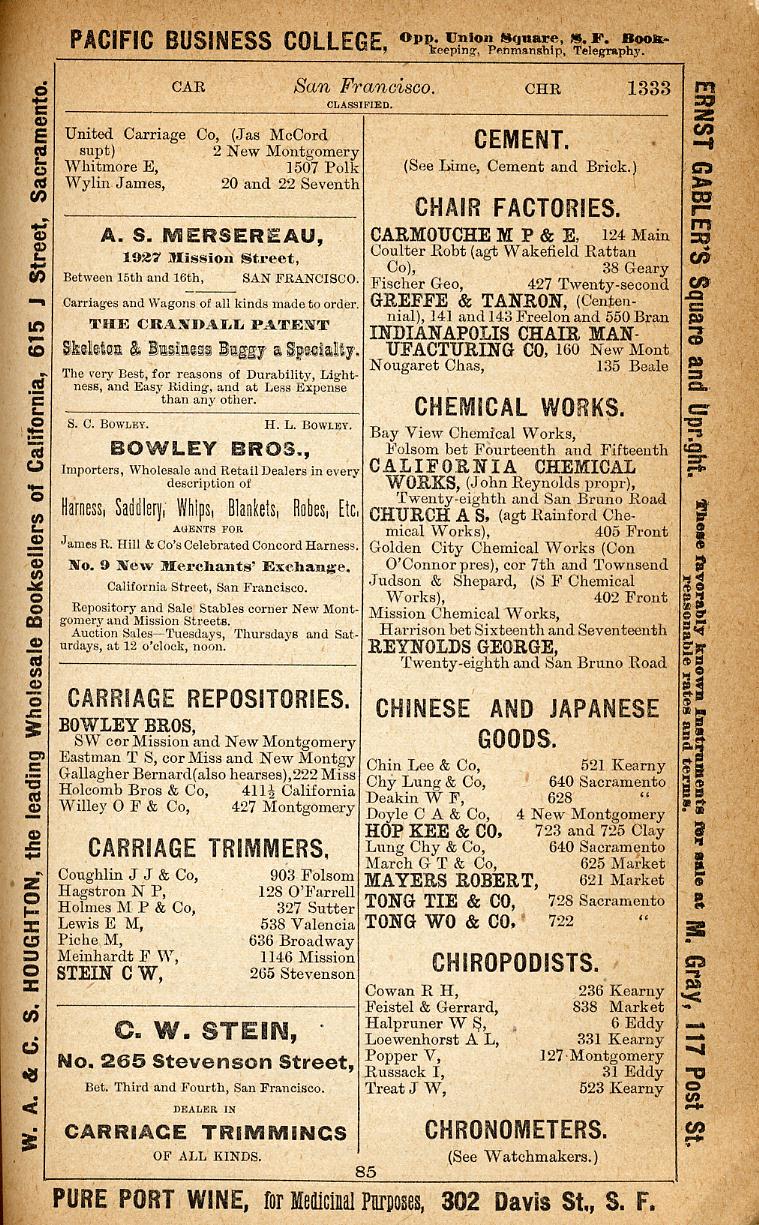 PACIFIC BUSINESS COLLEGE, Opp. Union Square, S. F. Book-
keeping, Penmanship, Telegraphy.
W. A. & C. S. HOUGHTON, the leading Wholesale Booksellers of California, 615 J Street, Sacramento.
CAR San Francisco. CHR 1333
CLASSIFIED.
United Carriage Co, (Jas McCord
supt) 2 New Montgomery
Whitmore E, 1507 Polk
Wylin James, 20 and 22 Seventh
A. S. MERSEREAU,
1927 Mission Street,
Between 15th and 16th, SAN FRANCISCO.
Carriages and Wagons of all kinds made to order.
THE CRANDALL PATENT
Skeleton & Business Buggy a Specialty.
The very Best, for reasons of Durability, Light-
ness, and Easy Riding, and at Less Expense
than any other.
S. C. BOWLEY. H. L. BOWLEY.
BOWLEY BROS.,
Importers, Wholesale and Retail Dealers in every
description of
Harness, Saddlery, Whips, Blankets, Robes, Etc.
AGENTS FOR
James R. Hill & Co's Celebrated Concord Harness.
No. 9 New Merchants' Exchange,
California Street, San Francisco.
Repository and Sale Stables corner New Mont-
gomery and Mission Streets.
Auction Sales—Tuesdays, Thursdays and Sat-
urdays, at 12 o'clock, noon.
CARRIAGE REPOSITORIES.
BOWLEY BROS,
SW cor Mission and New Montgomery
Eastman T S, cor Miss and New Montgy
Gallagher Bernard (also hearses), 222 Miss
Holcomb Bros & Co, 411½ California
Willey O F & Co, 427 Montgomery
CARRIAGE TRIMMERS.
Coughlin J J & Co, 903 Folsom
Hagstron N P, 128 O'Farrell
Holmes M P & Co, 327 Sutter
Lewis E M, 538 Valencia
Piche M, 636 Broadway
Meinhardt F W, 1146 Mission
STEIN C W, 265 Stevenson
C. W. STEIN,
No. 265 Stevenson Street,
Bet. Third and Fourth, San Francisco.
DEALER IN
CARRIAGE TRIMMINGS
OF ALL KINDS.
CEMENT.
(See Lime, Cement and Brick.)
CHAIR FACTORIES.
CARMOUCHE M P & E, 124 Main
Coulter Robt (agt Wakefield Rattan
Co), 38 Geary
Fischer Geo, 427 Twenty-second
GREFFE & TANRON, (Centen-
nial), 141 and 143 Freelon and 550 Bran
INDIANAPOLIS CHAIR MAN-
UFACTURING CO, 160 New Mont
Nougaret Chas, 135 Beale
CHEMICAL WORKS.
Bay View Chemical Works,
Folsom bet Fourteenth and Fifteenth
CALIFORNIA CHEMICAL
WORKS, (John Reynolds propr),
Twenty-eighth and San Bruno Road
CHURCH A S, (agt Rainford Che-
mical Works), 405 Front
Golden City Chemical Works (Con
O'Connor pres), cor 7th and Townsend
Judson & Shepard, (S F Chemical
Works), 402 Front
Mission Chemical Works,
Harrison bet Sixteenth and Seventeenth
REYNOLDS GEORGE,
Twenty-eighth and San Bruno Road
CHINESE AND JAPANESE
GOODS.
Chin Lee & Co, 521 Kearny
Chy Lung & Co, 640 Sacramento
Deakin W F, 628 "
Doyle C A & Co, 4 New Montgomery
HOP KEE & CO, 723 and 725 Clay
Lung Chy & Co, 640 Sacramento
March G T & Co, 625 Market
MAYERS ROBERT, 621 Market
TONG TIE & CO, 728 Sacramento
TONG WO & CO, 722 "
CHIROPODISTS.
Cowan R H, 236 Kearny
Feistel & Gerrard, 838 Market
Halpruner W S, 6 Eddy
Loewenhorst A L, 331 Kearny
Popper V, 127 Montgomery
Russack I, 31 Eddy
Treat J W, 523 Kearny
CHRONOMETERS.
(See Watchmakers.)
ERNST GABLER'S Square and Upright. These favorably known Instruments for sale at M. Gray, 117 Post St.
reasonable rates and terms.
85
PURE PORT WINE, for Medicinal Purposes, 302 Davis St., S. F.